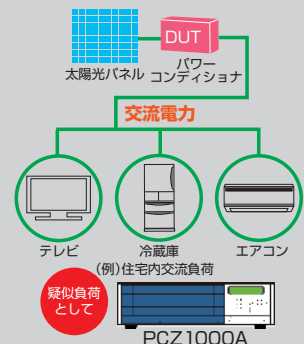 DUT
太陽光パネル
パワー
コンディショナ
交流電力
テレビ
冷蔵庫
エアコン
(例)住宅内交流負荷
疑似負荷
として
PCZ1000A